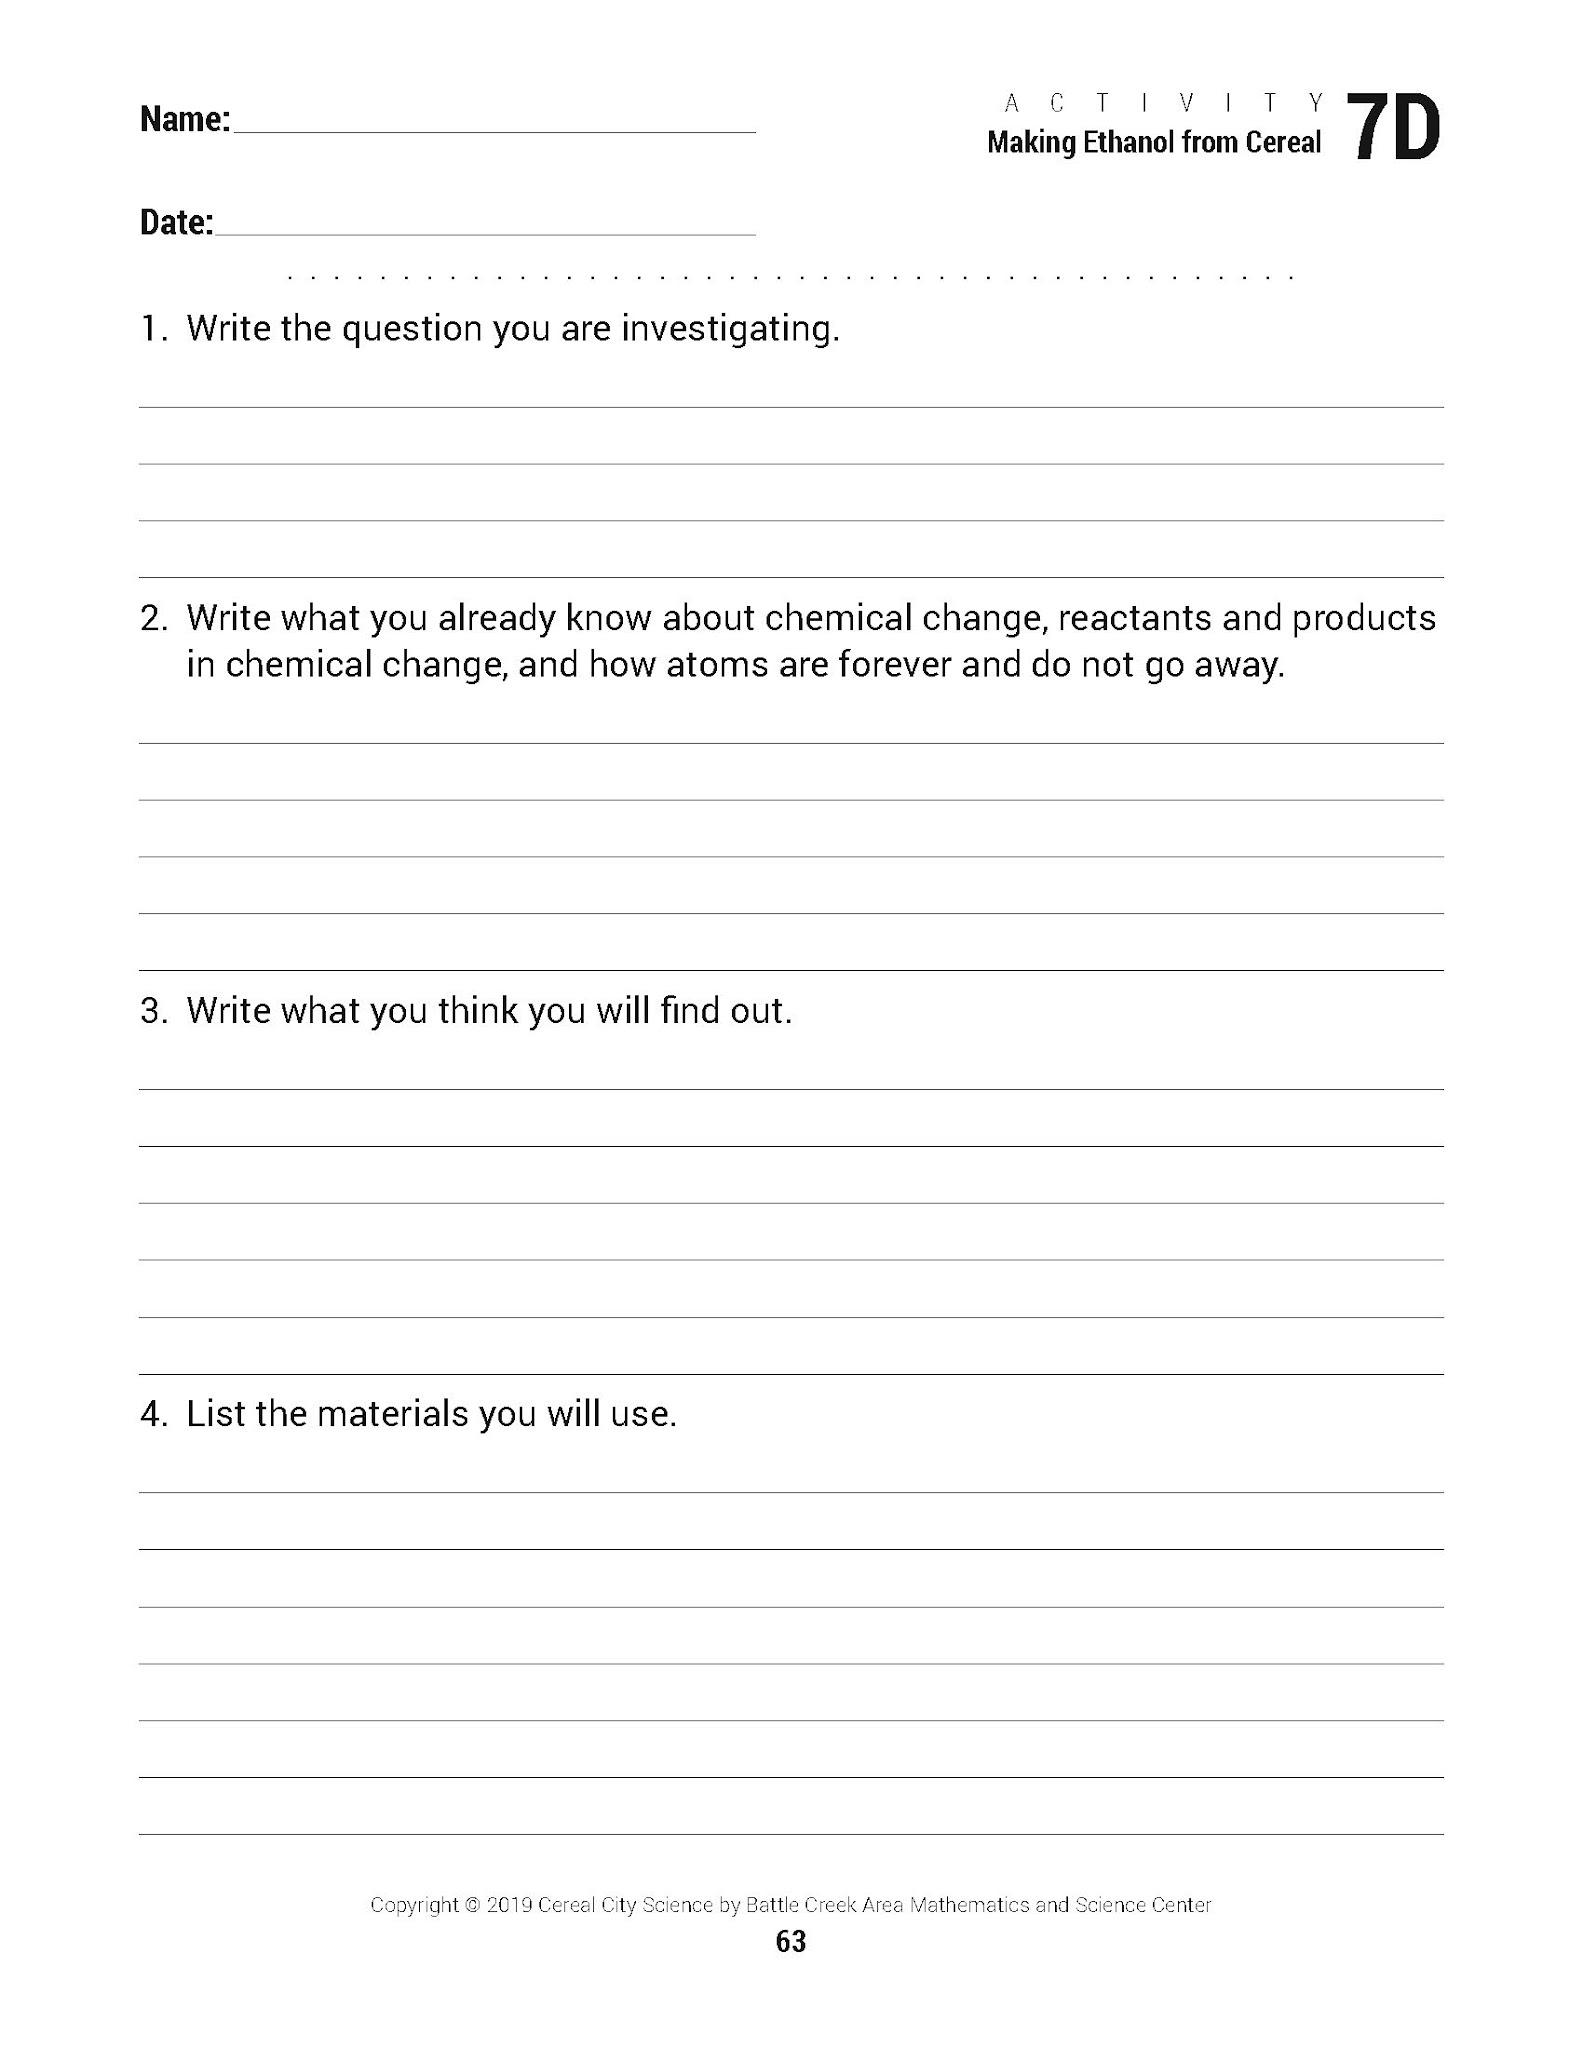 Name:
ACTIVITY 7D
Making Ethanol from Cereal
Date:
1. Write the question you are investigating.
2. Write what you already know about chemical change, reactants and products
in chemical change, and how atoms are forever and do not go away.
3. Write what you think you will find out.
4. List the materials you will use.
Copyright © 2019 Cereal City Science by Battle Creek Area Mathematics and Science Center
63